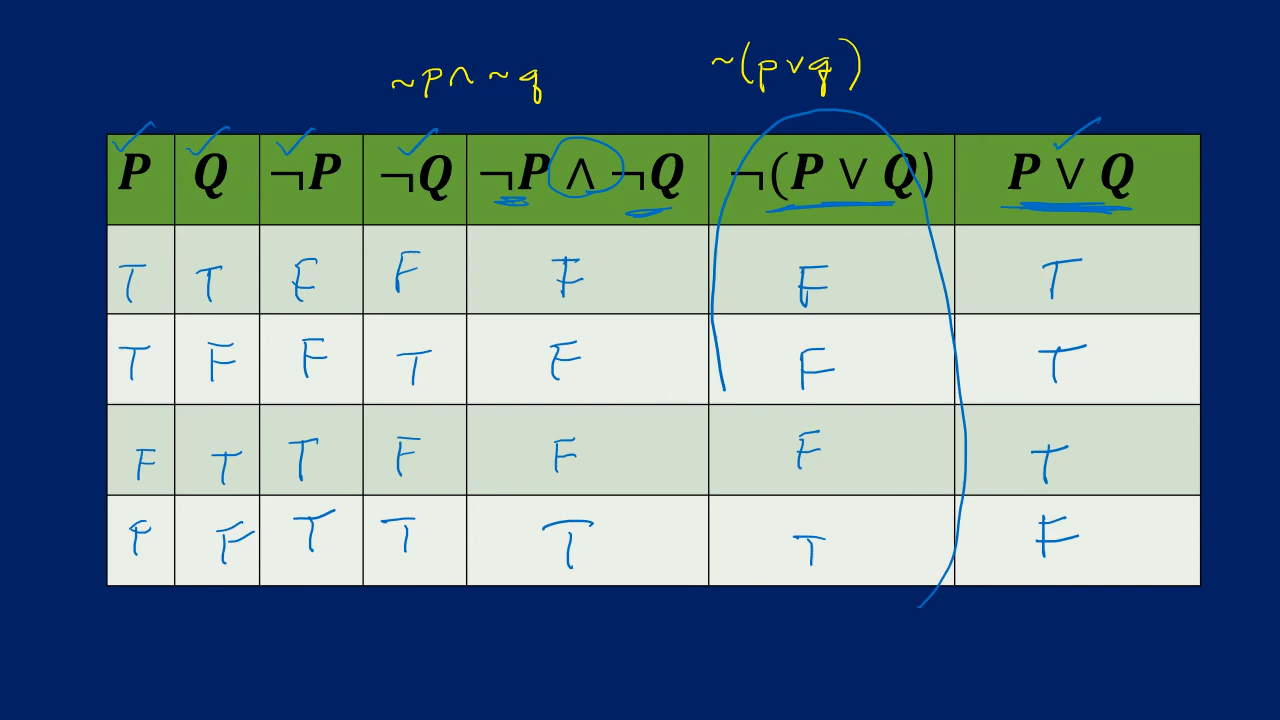 ~p∧~q ~(p∨q)
P Q ¬P ¬Q ¬P ∧ ¬Q ¬(P ∨ Q) P ∨ Q
T T F F F F T
T F F T F F T
F T T F F F T
F F T T T T F